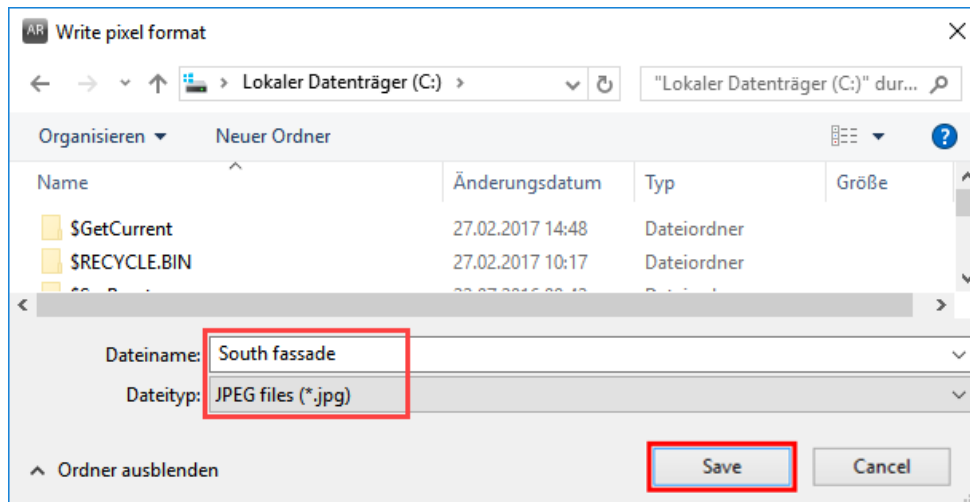 AR Write pixel format
Lokaler Datenträger (C:) "Lokaler Datenträger (C:)" dur...
Organisieren Neuer Ordner ?
Name Änderungsdatum Typ Größe
$GetCurrent 27.02.2017 14:48 Dateiordner
$RECYCLE.BIN 27.02.2017 10:17 Dateiordner
Dateiname: South fassade
Dateityp: JPEG files (*.jpg)
Ordner ausblenden Save Cancel